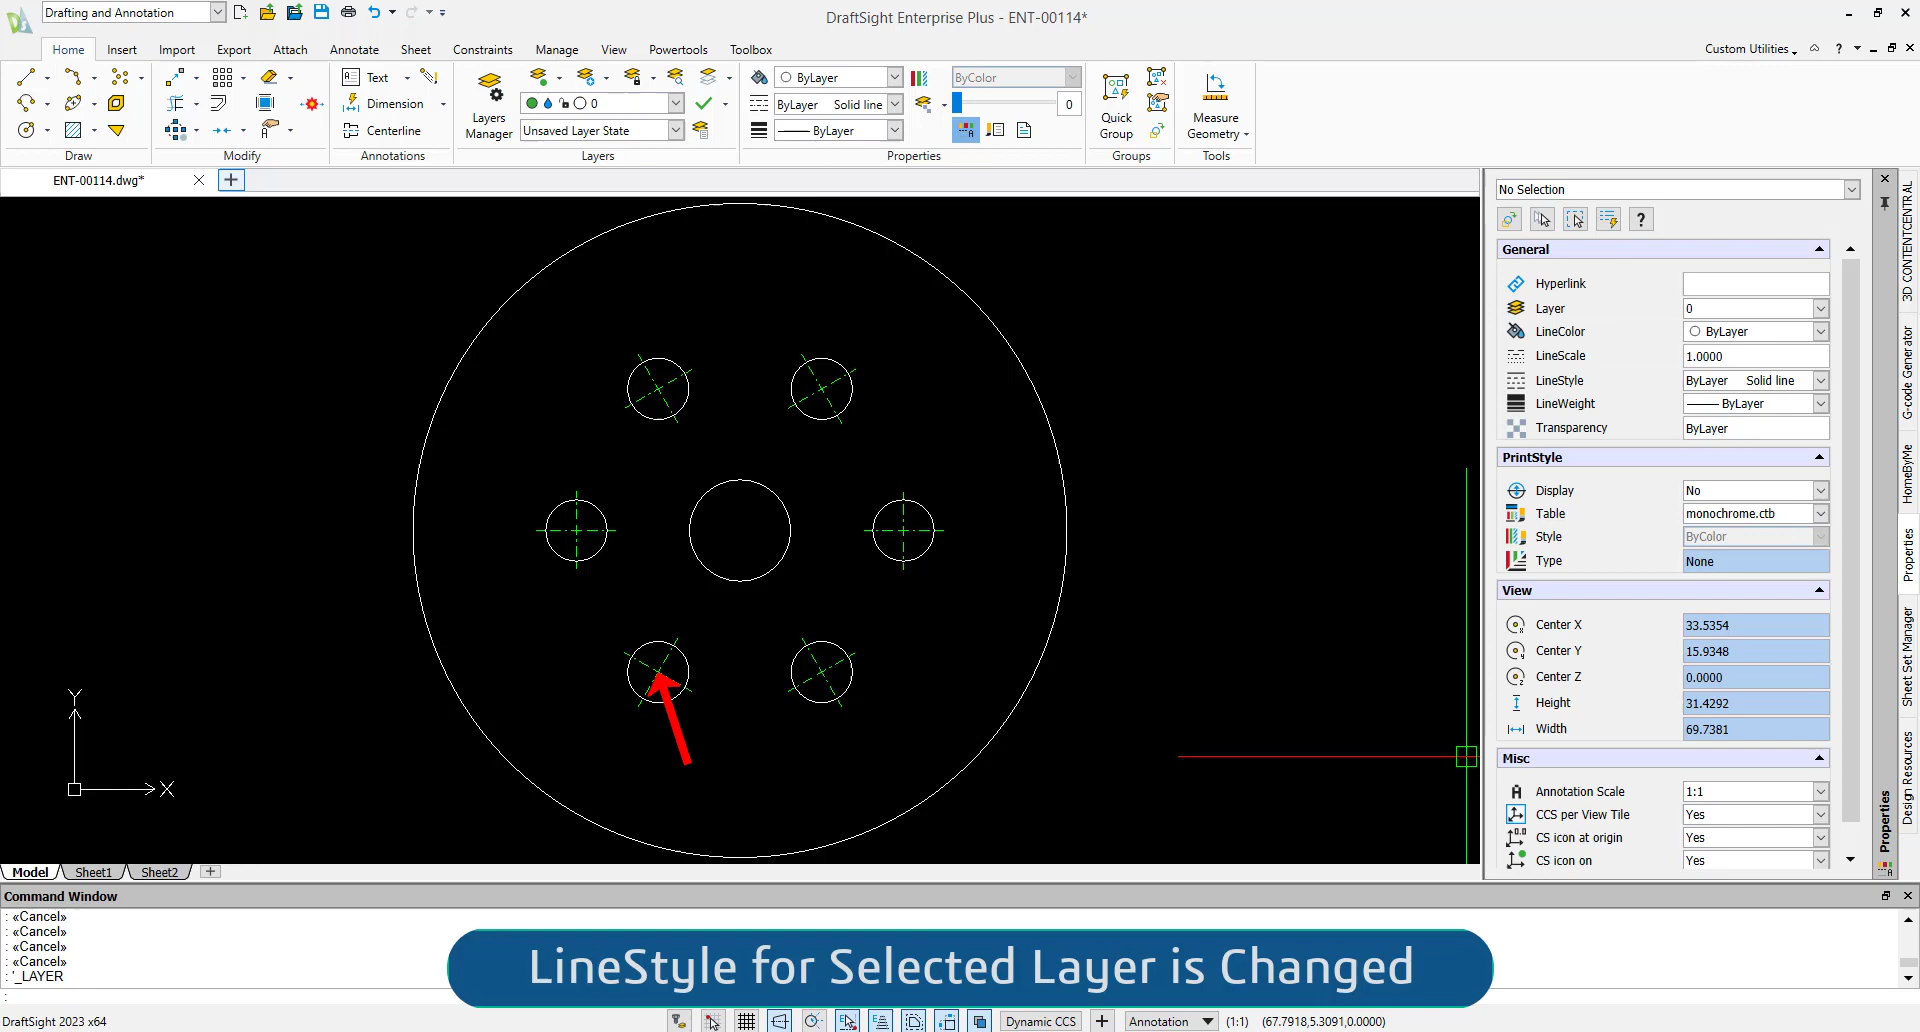 Drafting and Annotation
DraftSight Enterprise Plus - ENT-00114*
Home Insert Import Export Attach Annotate Sheet Constraints Manage View Powertools Toolbox
Custom Utilities
?
Text
Dimension
Centerline
Layers
Manager
0
Unsaved Layer State
ByLayer
ByLayer Solid line
ByLayer
ByColor
0
Quick
Group
Measure
Geometry
Draw Modify Annotations Layers Properties Groups Tools
ENT-00114.dwg*
Y
X
No Selection
?
General
Hyperlink
Layer 0
LineColor ByLayer
LineScale 1.0000
LineStyle ByLayer Solid line
LineWeight ByLayer
Transparency ByLayer
PrintStyle
Display No
Table monochrome.ctb
Style ByColor
Type None
View
Center X 33.5354
Center Y 15.9348
Center Z 0.0000
Height 31.4292
Width 69.7381
Misc
Annotation Scale 1:1
CCS per View Tile Yes
CS icon at origin Yes
CS icon on Yes
Properties
3D CONTENTCENTRAL
G-code Generator
HomeByMe
Properties
Sheet Set Manager
Design Resources
Model Sheet1 Sheet2
Command Window
: «Cancel»
: «Cancel»
: «Cancel»
: «Cancel»
: '_LAYER
:
LineStyle for Selected Layer is Changed
DraftSight 2023 x64
Dynamic CCS
Annotation
(1:1)
(67.7918,5.3091,0.0000)